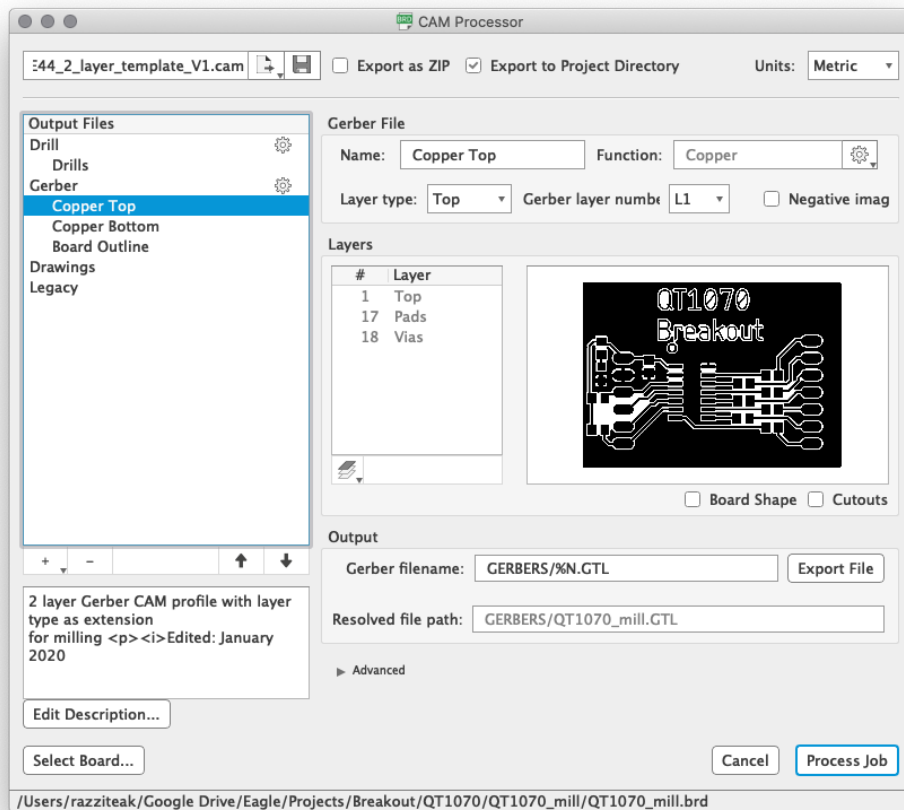 CAM Processor
E44_2_layer_template_V1.cam
Export as ZIP
Export to Project Directory
Units: Metric
Output Files
Drill
Drills
Gerber
Copper Top
Copper Bottom
Board Outline
Drawings
Legacy
2 layer Gerber CAM profile with layer
type as extension
for milling <p><i>Edited: January
2020
Edit Description...
Select Board...
Gerber File
Name: Copper Top Function: Copper
Layer type: Top Gerber layer numbe L1 Negative imag
Layers
# Layer
1 Top
17 Pads
18 Vias
QT1070
Breakout
Board Shape Cutouts
Output
Gerber filename: GERBERS/%N.GTL Export File
Resolved file path: GERBERS/QT1070_mill.GTL
Advanced
Cancel Process Job
/Users/razziteak/Google Drive/Eagle/Projects/Breakout/QT1070/QT1070_mill/QT1070_mill.brd